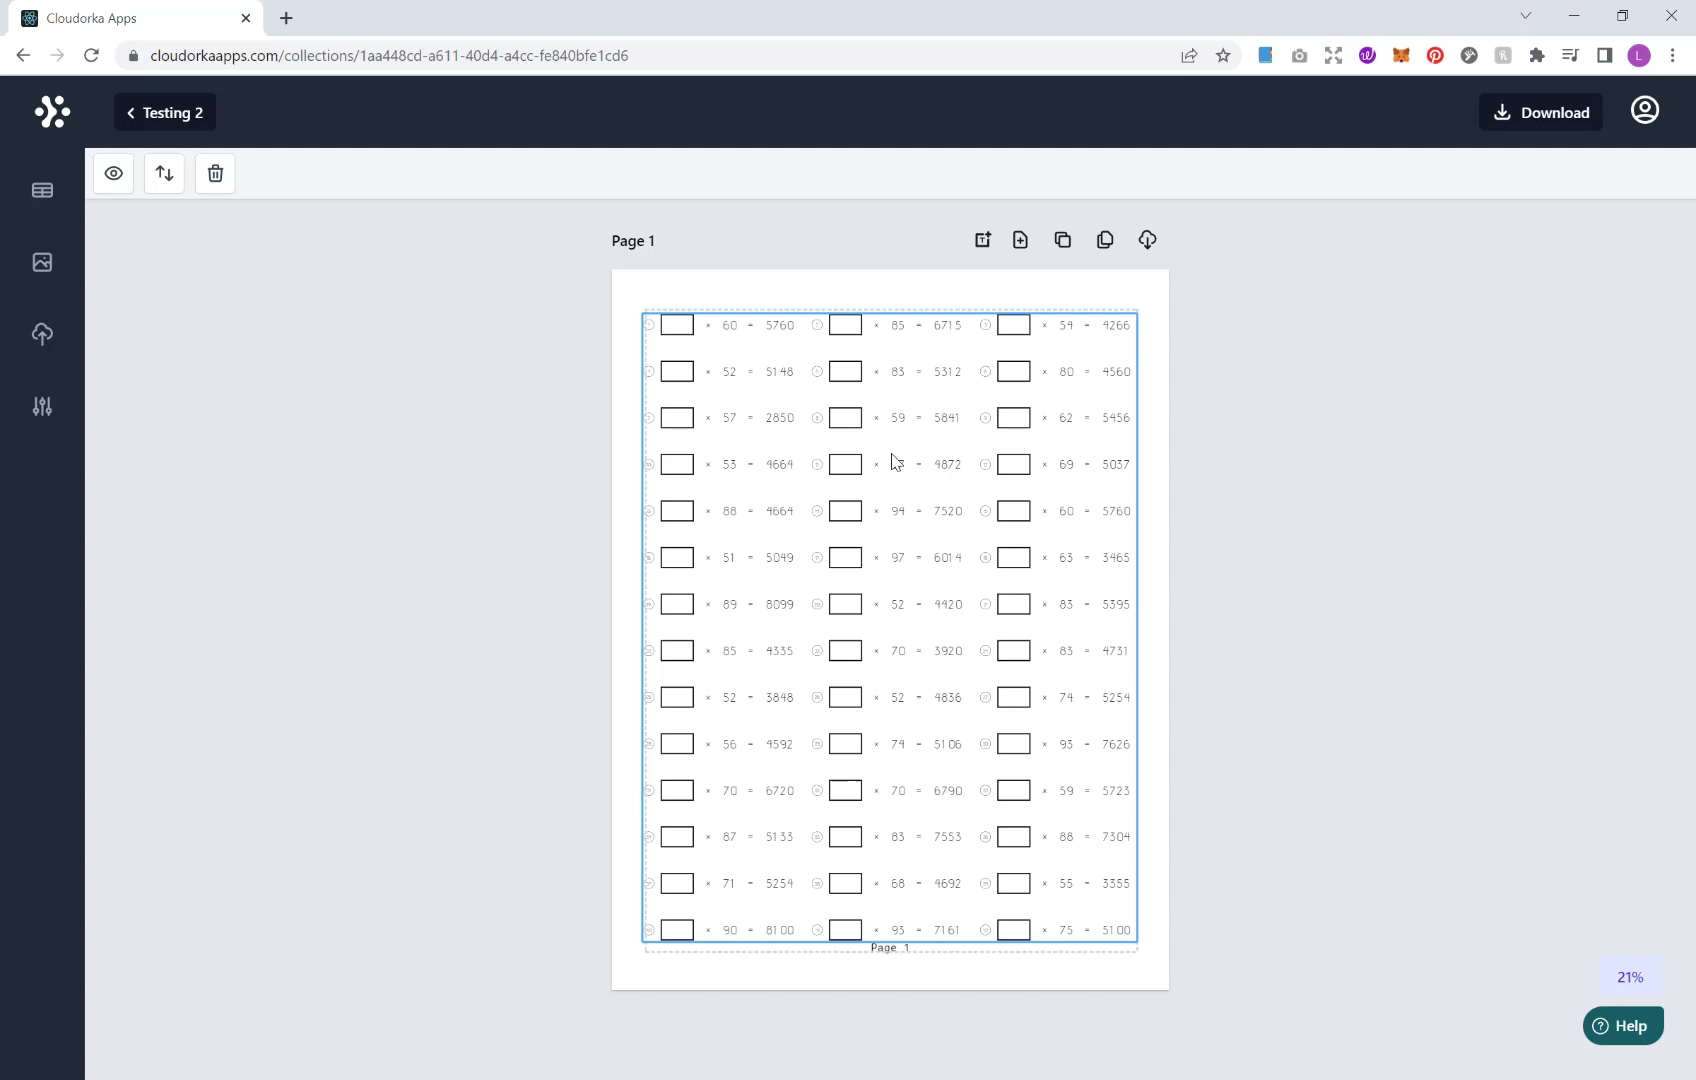 Cloudorka Apps
cloudorkaapps.com/collections/1aa448cd-a611-40d4-a4cc-fe840bfe1cd6
Testing 2
Download
Page 1
× 60 = 5760 × 85 = 6715 × 54 = 4266
× 52 = 5148 × 83 = 5312 × 80 = 4560
× 57 = 2850 × 59 = 5841 × 62 = 5456
× 53 = 4664 × = 4872 × 69 = 5037
× 88 = 4664 × 94 = 7520 × 60 = 5760
× 51 = 5049 × 97 = 6014 × 63 = 3465
× 89 = 8099 × 52 = 4420 × 83 = 5395
× 85 = 4335 × 70 = 3920 × 83 = 4731
× 52 = 3848 × 52 = 4836 × 74 = 5254
× 56 = 4592 × 74 = 5106 × 93 = 7626
× 70 = 6720 × 70 = 6790 × 59 = 5723
× 87 = 5133 × 83 = 7553 × 88 = 7304
× 71 = 5254 × 68 = 4692 × 55 = 3355
× 90 = 8100 × 93 = 7161 × 75 = 5100
Page 1
21%
Help